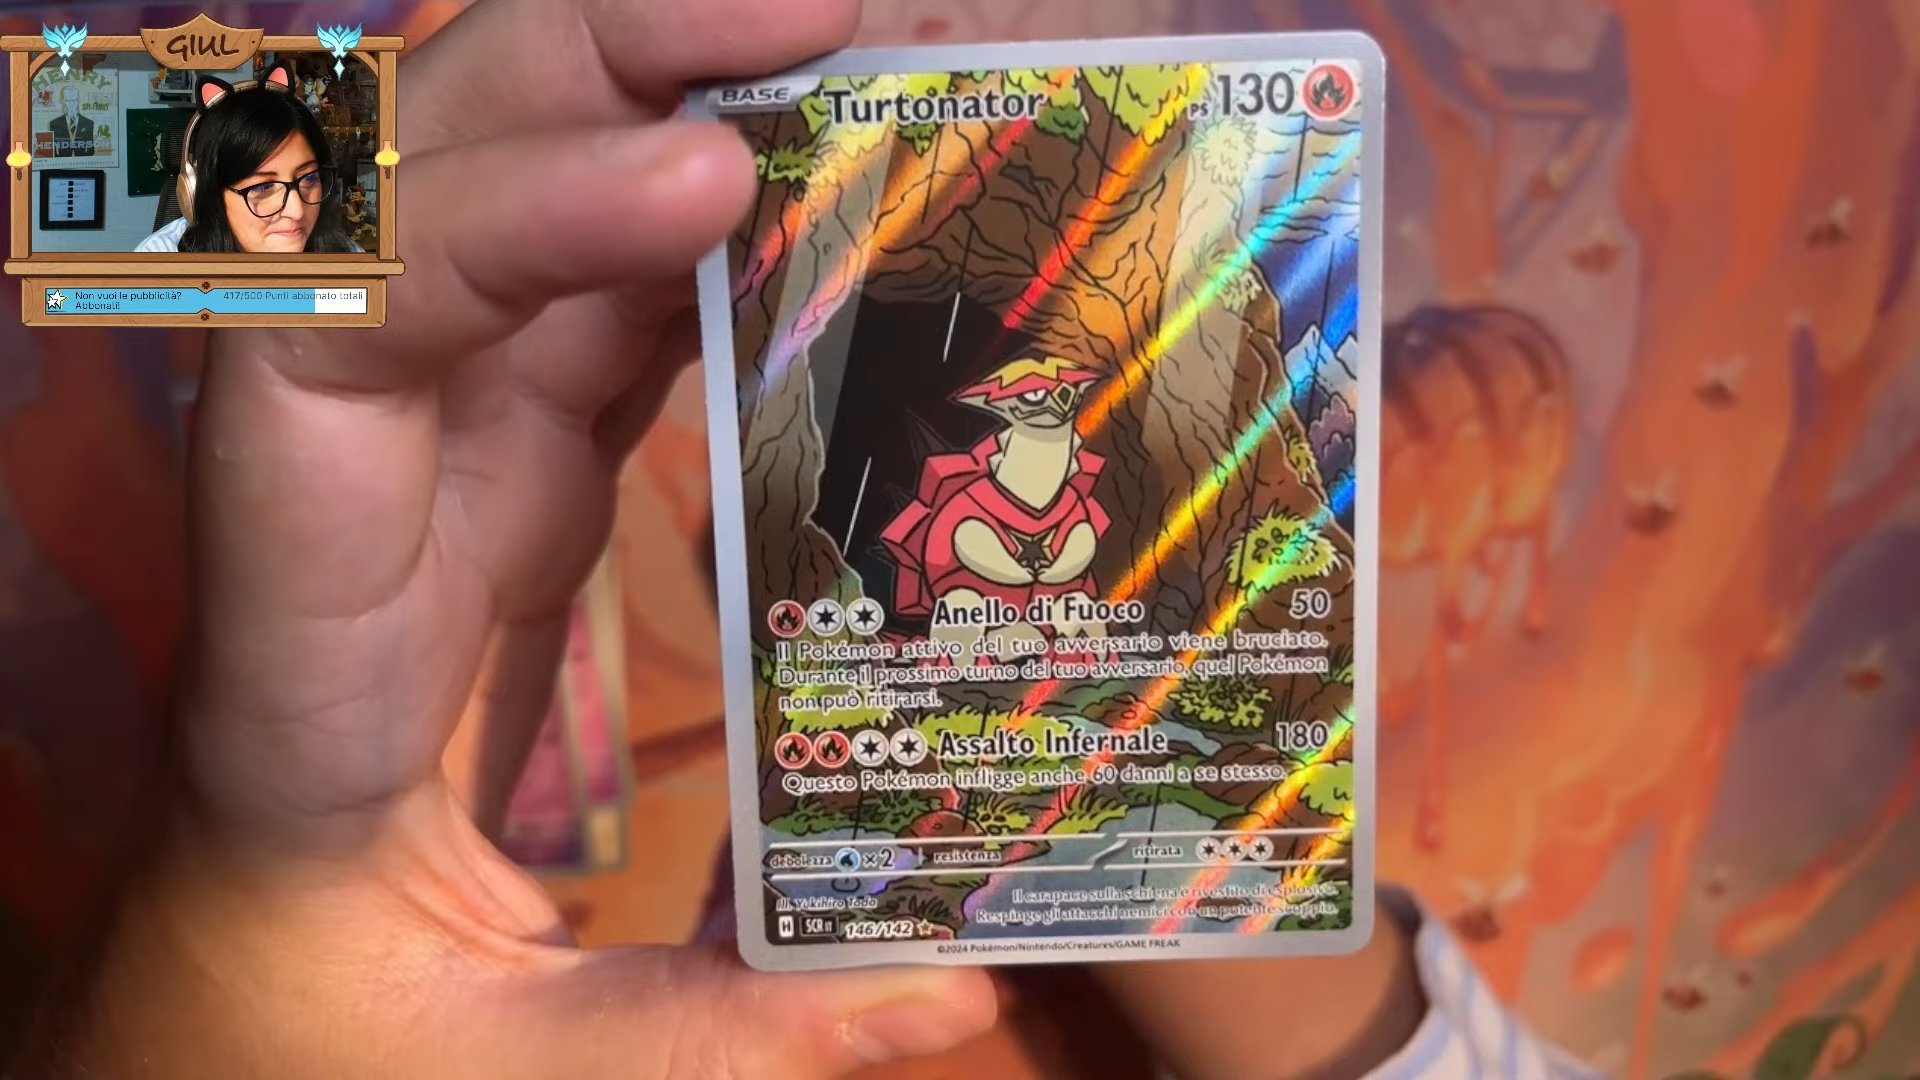 GIUL
HENRY
HENDERSON
Non vuoi le pubblicità?
Abbonati!
417/500 Punti abbonato totali
BASE
Turtonator
PS 130
Anello di Fuoco
50
Il Pokémon attivo del tuo avversario viene bruciato.
Durante il prossimo turno del tuo avversario, quel Pokémon
non può ritirarsi.
Assalto Infernale
180
Questo Pokémon infligge anche 60 danni a se stesso.
debolezza ×2 resistenza ritirata
Il carapace sulla schiena è rivestito di esplosivo.
Respinge gli attacchi nemici con un potente scoppio.
Ill. Yukihiro Tada
H SCR IT 146/142
©2024 Pokémon/Nintendo/Creatures/GAME FREAK